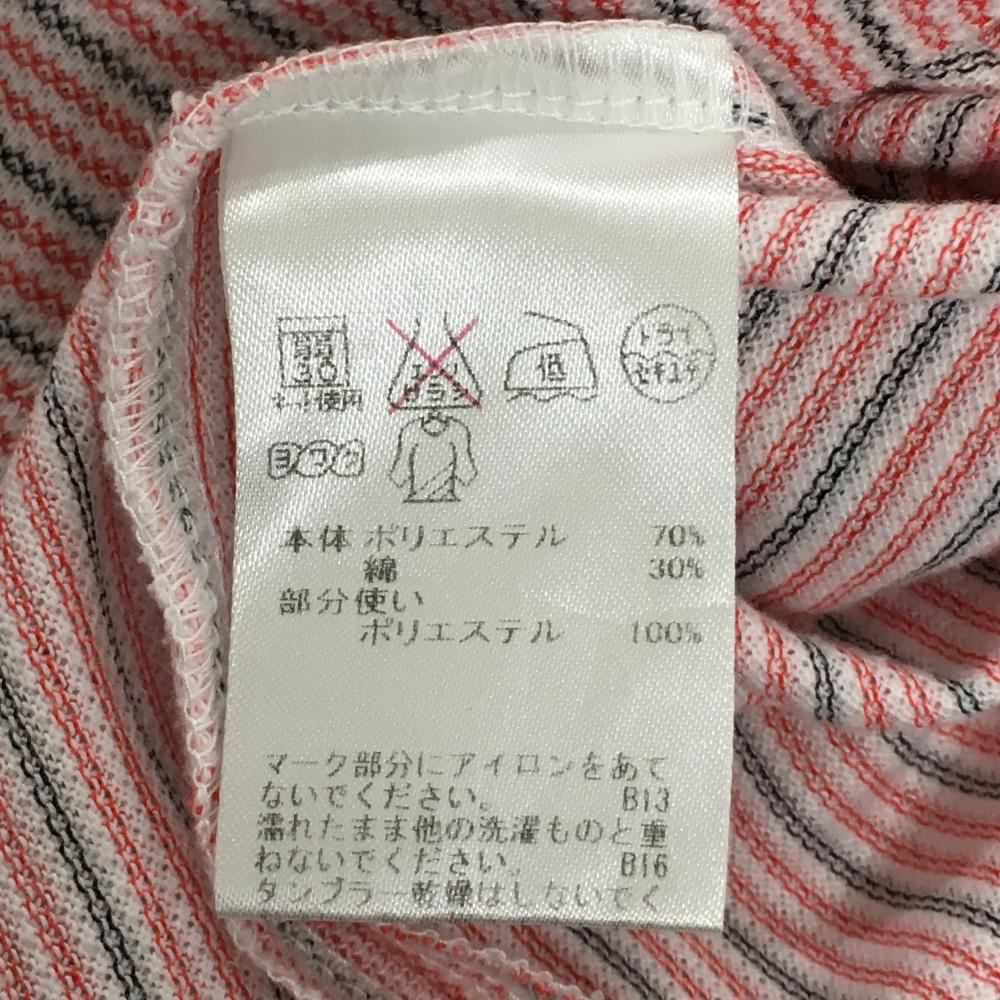 弱
30
ネット使用
エンソ
サラシ
低
ドライ
セキユ系
ヨワク
本体 ポリエステル 70%
綿 30%
部分使い
ポリエステル 100%
マーク部分にアイロンをあて
ないでください。 B13
濡れたまま他の洗濯ものと重
ねないでください。 B16
タンブラー乾燥はしないでく